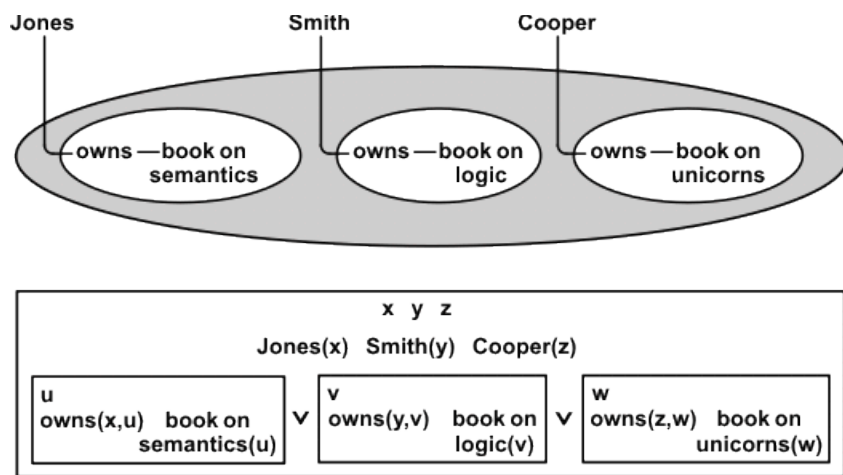 Jones Smith Cooper
owns — book on owns — book on owns — book on
semantics logic unicorns
x y z
Jones(x) Smith(y) Cooper(z)
u v w
owns(x,u) book on ∨ owns(y,v) book on ∨ owns(z,w) book on
semantics(u) logic(v) unicorns(w)